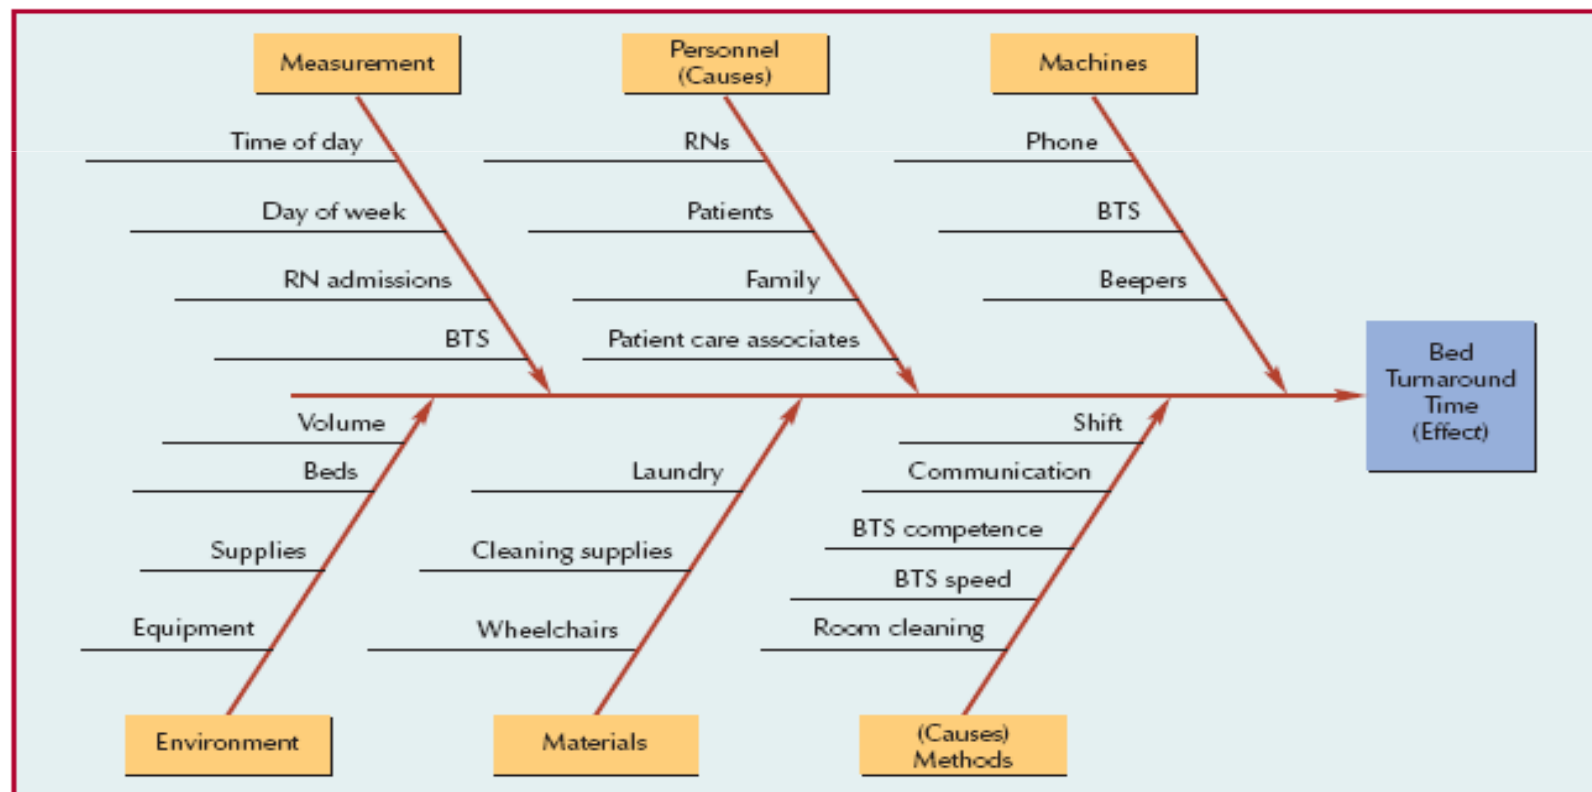 Measurement
Personnel
(Causes)
Machines
Time of day
RNs
Phone
Day of week
Patients
BTS
RN admissions
Family
Beepers
BTS
Patient care associates
Bed
Turnaround
Time
(Effect)
Volume
Shift
Beds
Laundry
Communication
Supplies
Cleaning supplies
BTS competence
BTS speed
Equipment
Wheelchairs
Room cleaning
Environment
Materials
(Causes)
Methods